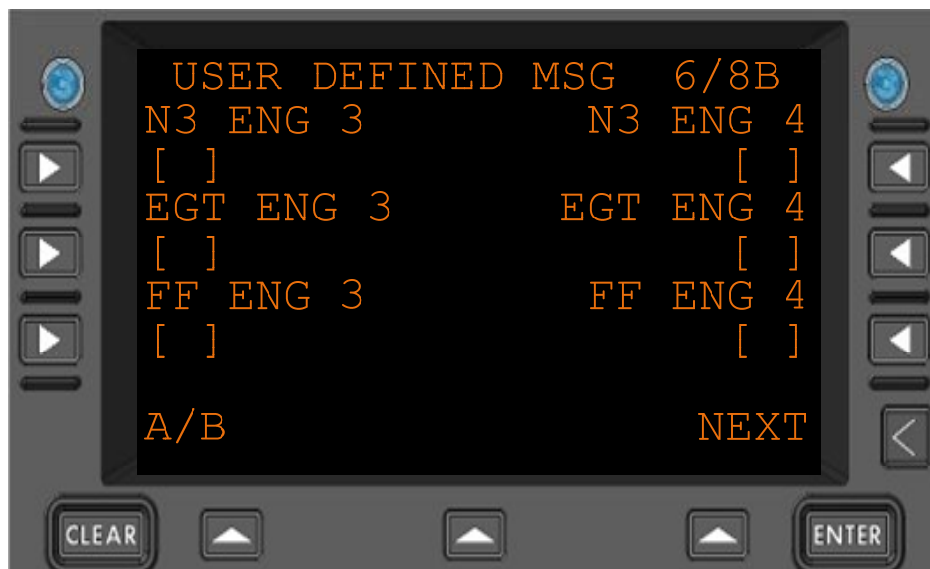 USER DEFINED MSG 6/8B
N3 ENG 3 N3 ENG 4
[ ] [ ]
EGT ENG 3 EGT ENG 4
[ ] [ ]
FF ENG 3 FF ENG 4
[ ] [ ]
A/B NEXT
CLEAR ENTER